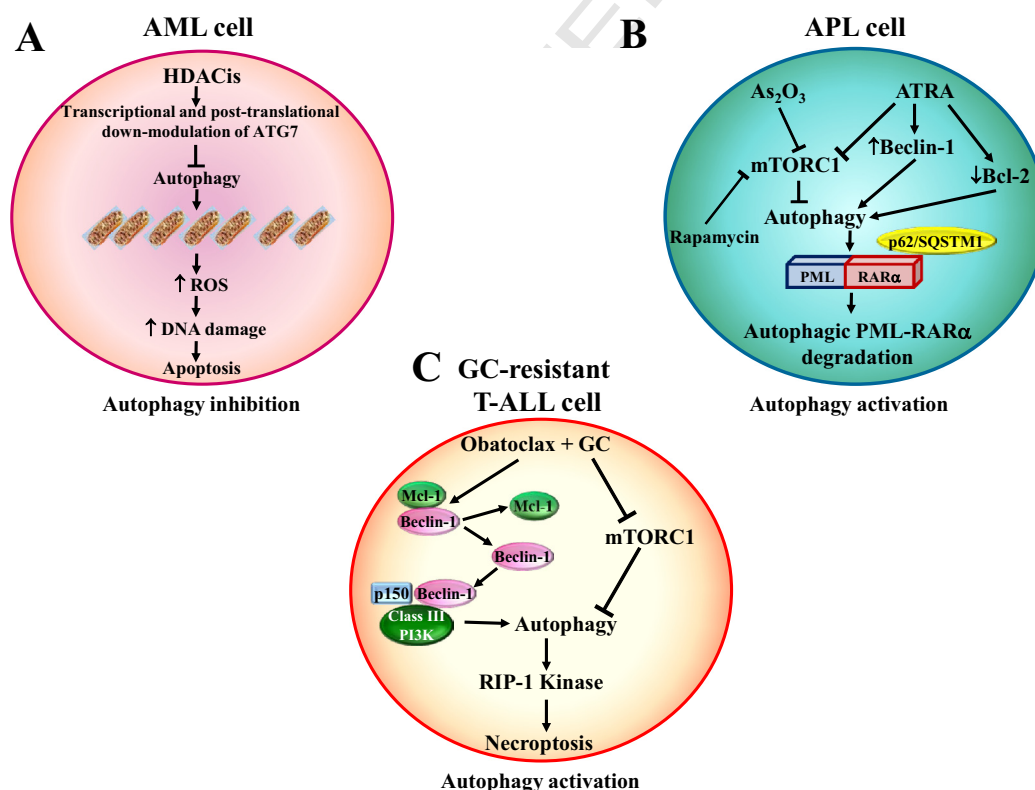 A
AML cell
HDACis
Transcriptional and post-translational
down-modulation of ATG7
Autophagy
↑ ROS
↑ DNA damage
Apoptosis
Autophagy inhibition
B
APL cell
As₂O₃
ATRA
mTORC1
↑Beclin-1
↓Bcl-2
Rapamycin
Autophagy
p62/SQSTM1
PML
RARα
Autophagic PML-RARα
degradation
Autophagy activation
C
GC-resistant
T-ALL cell
Obatoclax + GC
Mcl-1
Beclin-1
Mcl-1
mTORC1
Beclin-1
p150
Beclin-1
Class III
PI3K
Autophagy
RIP-1 Kinase
Necroptosis
Autophagy activation